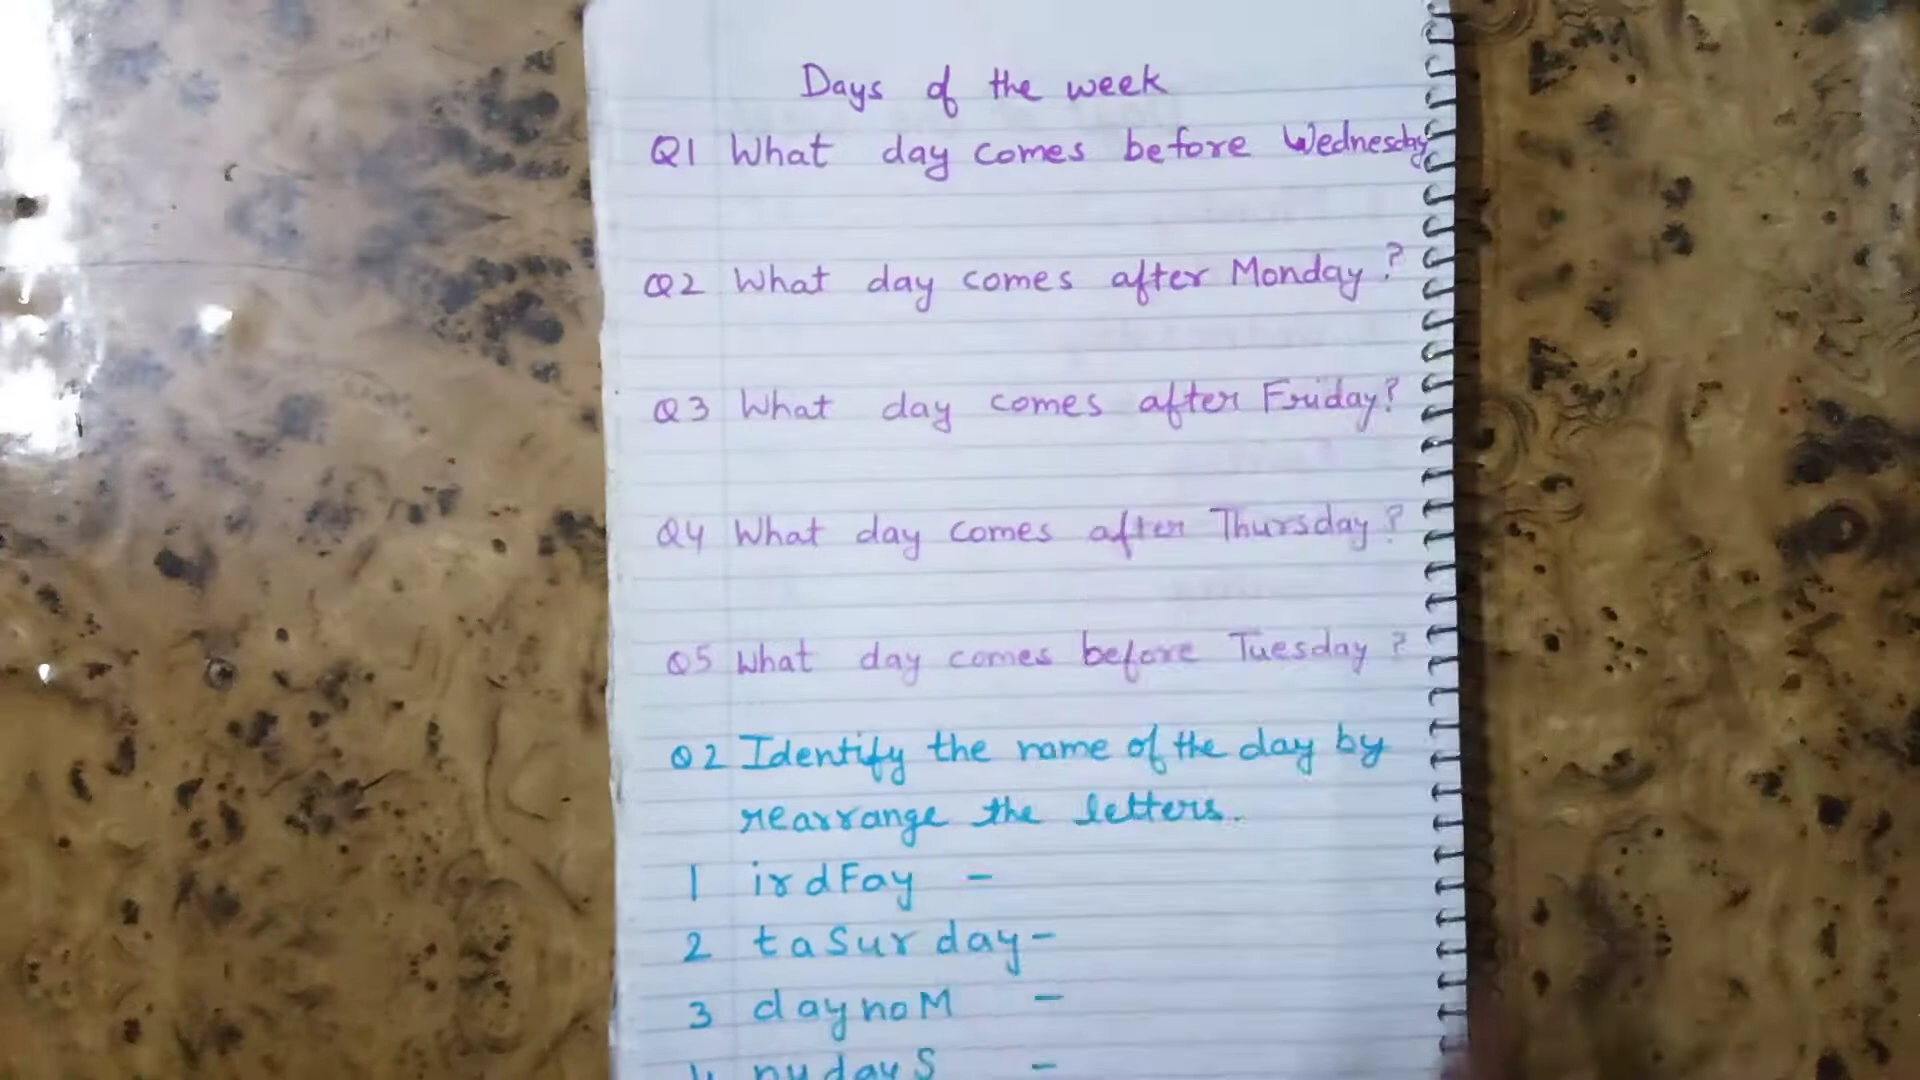 Days of the week
Q1 What day comes before Wednesday
Q2 What day comes after Monday ?
Q3 What day comes after Friday?
Q4 What day comes after Thursday ?
Q5 What day comes before Tuesday ?
Q2 Identify the name of the day by
rearrange the letters.
1 irdFay -
2 taSurday -
3 daynoM -
4 nudayS -